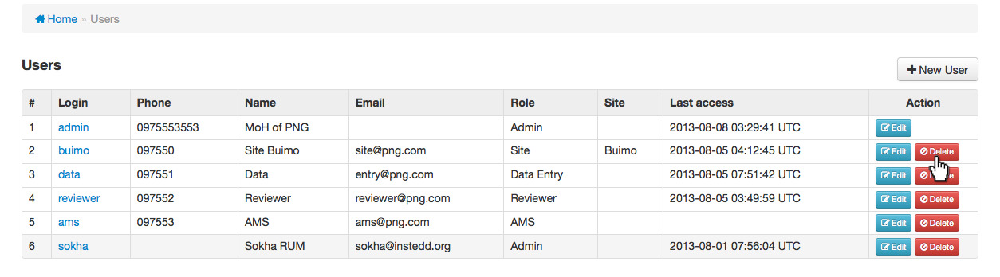 Home » Users
Users
New User
# Login Phone Name Email Role Site Last access Action
1 admin 0975553553 MoH of PNG Admin 2013-08-08 03:29:41 UTC Edit
2 buimo 097550 Site Buimo site@png.com Site Buimo 2013-08-05 04:12:45 UTC Edit Delete
3 data 097551 Data entry@png.com Data Entry 2013-08-05 07:51:42 UTC Edit Delete
4 reviewer 097552 Reviewer reviewer@png.com Reviewer 2013-08-05 03:49:59 UTC Edit Delete
5 ams 097553 AMS ams@png.com AMS Edit Delete
6 sokha Sokha RUM sokha@instedd.org Admin 2013-08-01 07:56:04 UTC Edit Delete